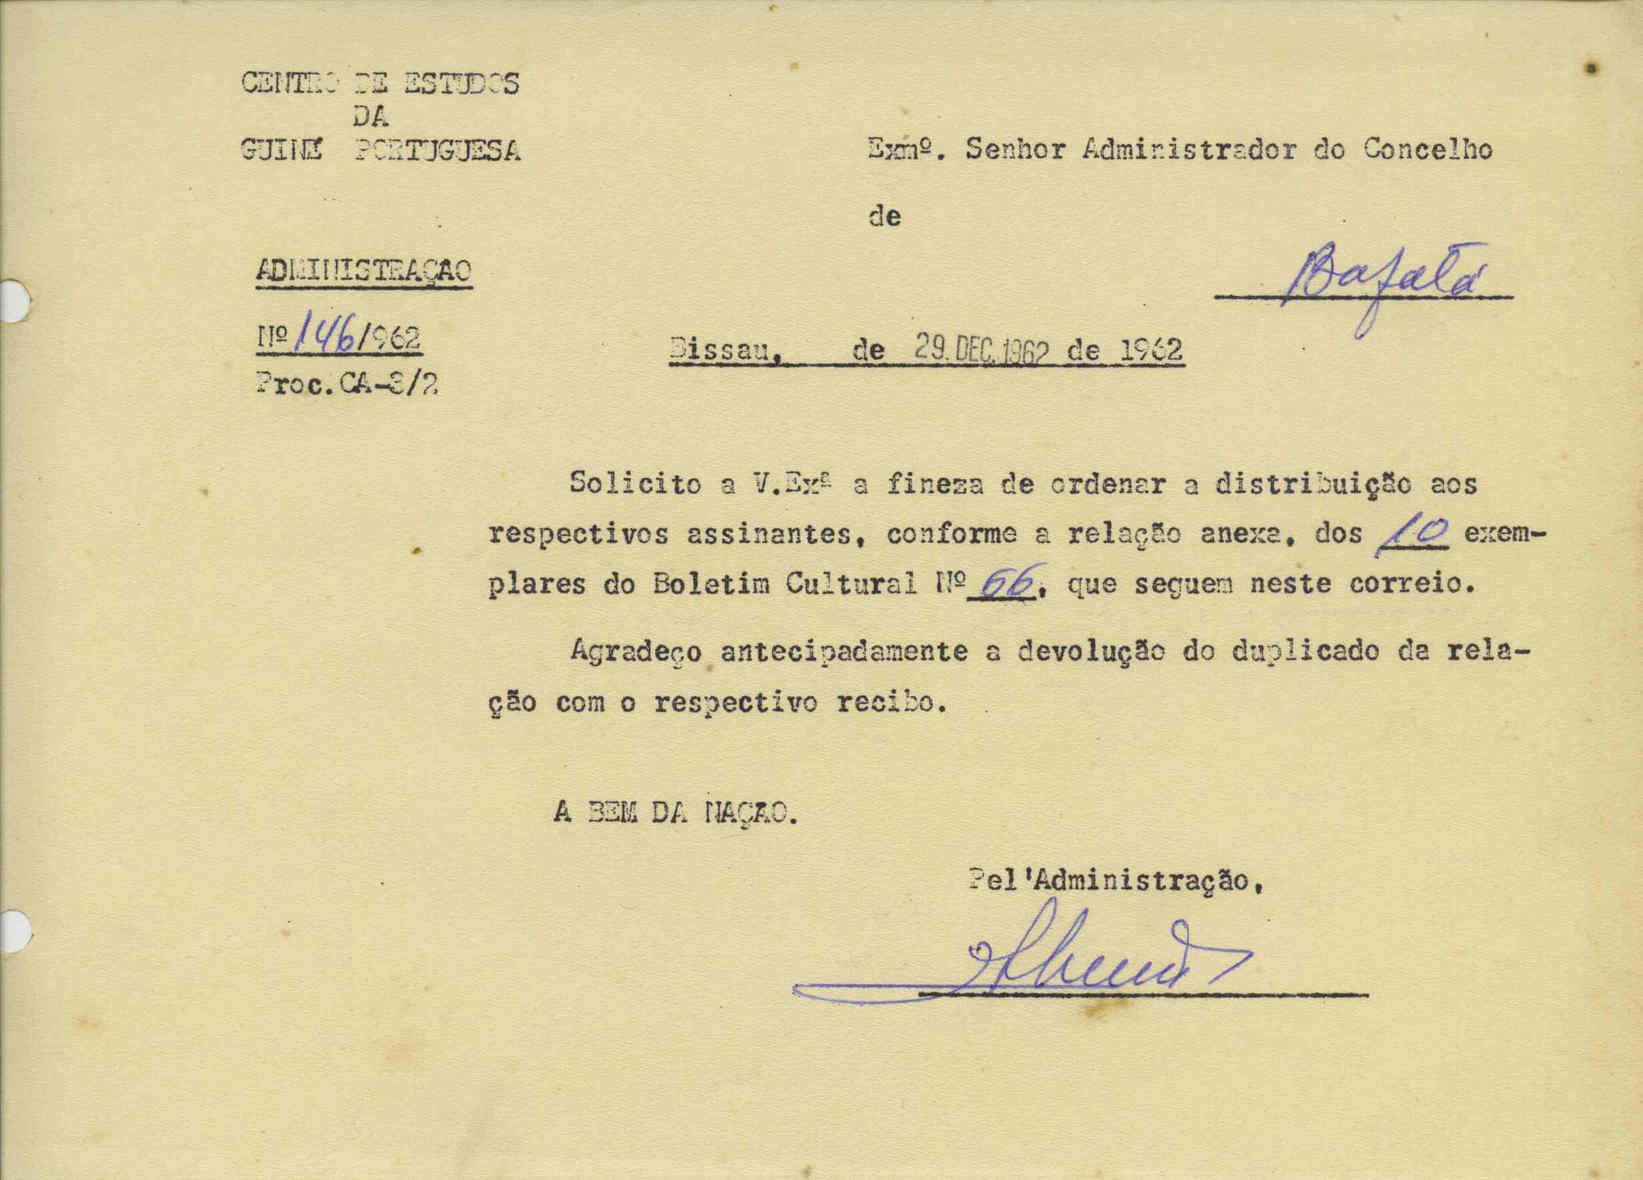 CENTRO DE ESTUDOS
DA
GUINÉ PORTUGUESA
Exmº. Senhor Administrador do Concelho
de
Bafatá
ADMINISTRAÇAO
Nº 146/962
Proc.CA-3/2
Bissau, de 29.DEC.1962 de 1962
Solicito a V.Exª a fineza de ordenar a distribuição aos
respectivos assinantes, conforme a relação anexa, dos 10 exem-
plares do Boletim Cultural Nº 66, que seguem neste correio.
Agradeço antecipadamente a devolução do duplicado da rela-
ção com o respectivo recibo.
A BEM DA NAÇAO.
Pel'Administração,